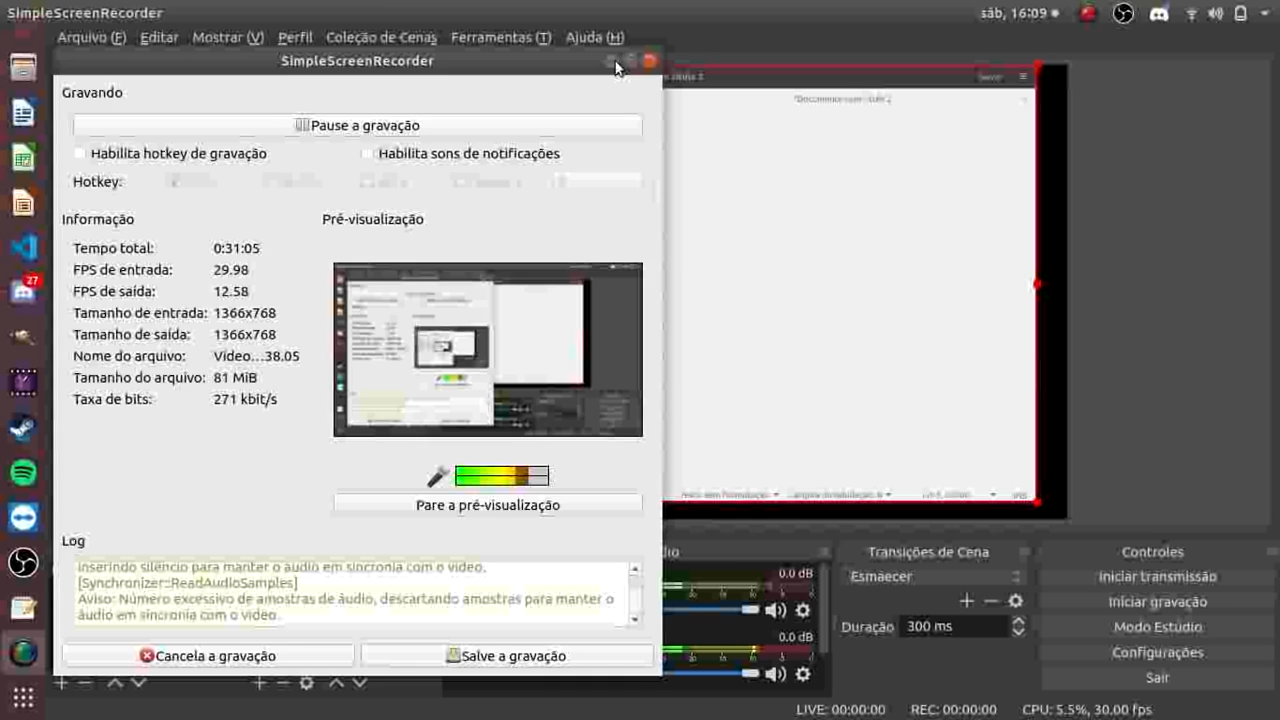 SimpleScreenRecorder
sáb, 16:09
Arquivo (F) Editar Mostrar (V) Perfil Coleção de Cenas Ferramentas (T) Ajuda (H)
SimpleScreenRecorder
Gravando
Pause a gravação
Habilita hotkey de gravação
Habilita sons de notificações
Hotkey:
Informação
Pré-visualização
Tempo total: 0:31:05
FPS de entrada: 29.98
FPS de saída: 12.58
Tamanho de entrada: 1366x768
Tamanho de saída: 1366x768
Nome do arquivo: Video...38.05
Tamanho do arquivo: 81 MiB
Taxa de bits: 271 kbit/s
Pare a pré-visualização
Log
inserindo silêncio para manter o áudio em sincronia com o vídeo.
[Synchronizer::ReadAudioSamples]
Aviso: Número excessivo de amostras de áudio, descartando amostras para manter o
áudio em sincronia com o vídeo.
Cancela a gravação
Salve a gravação
27
0.0 dB
0.0 dB
Transições de Cena
Esmaecer
Duração 300 ms
Controles
Iniciar transmissão
Iniciar gravação
Modo Estúdio
Configurações
Sair
LIVE: 00:00:00 REC: 00:00:00 CPU: 5.5%, 30.00 fps